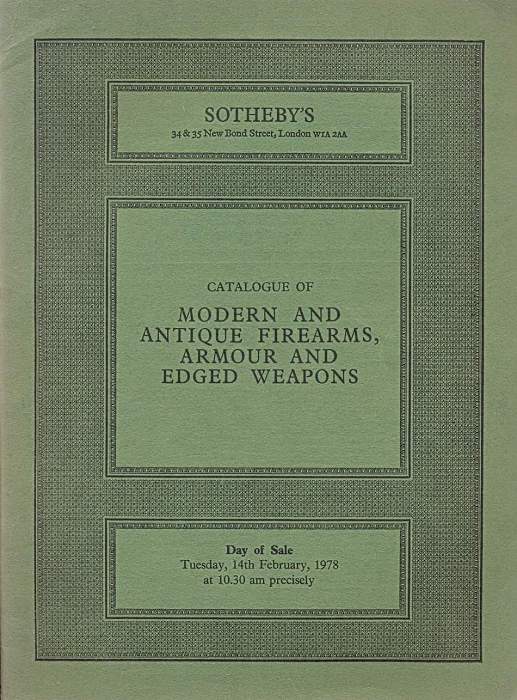 SOTHEBY'S
34 & 35 New Bond Street, London W1A 2AA
CATALOGUE OF
MODERN AND
ANTIQUE FIREARMS,
ARMOUR AND
EDGED WEAPONS
Day of Sale
Tuesday, 14th February, 1978
at 10.30 am precisely